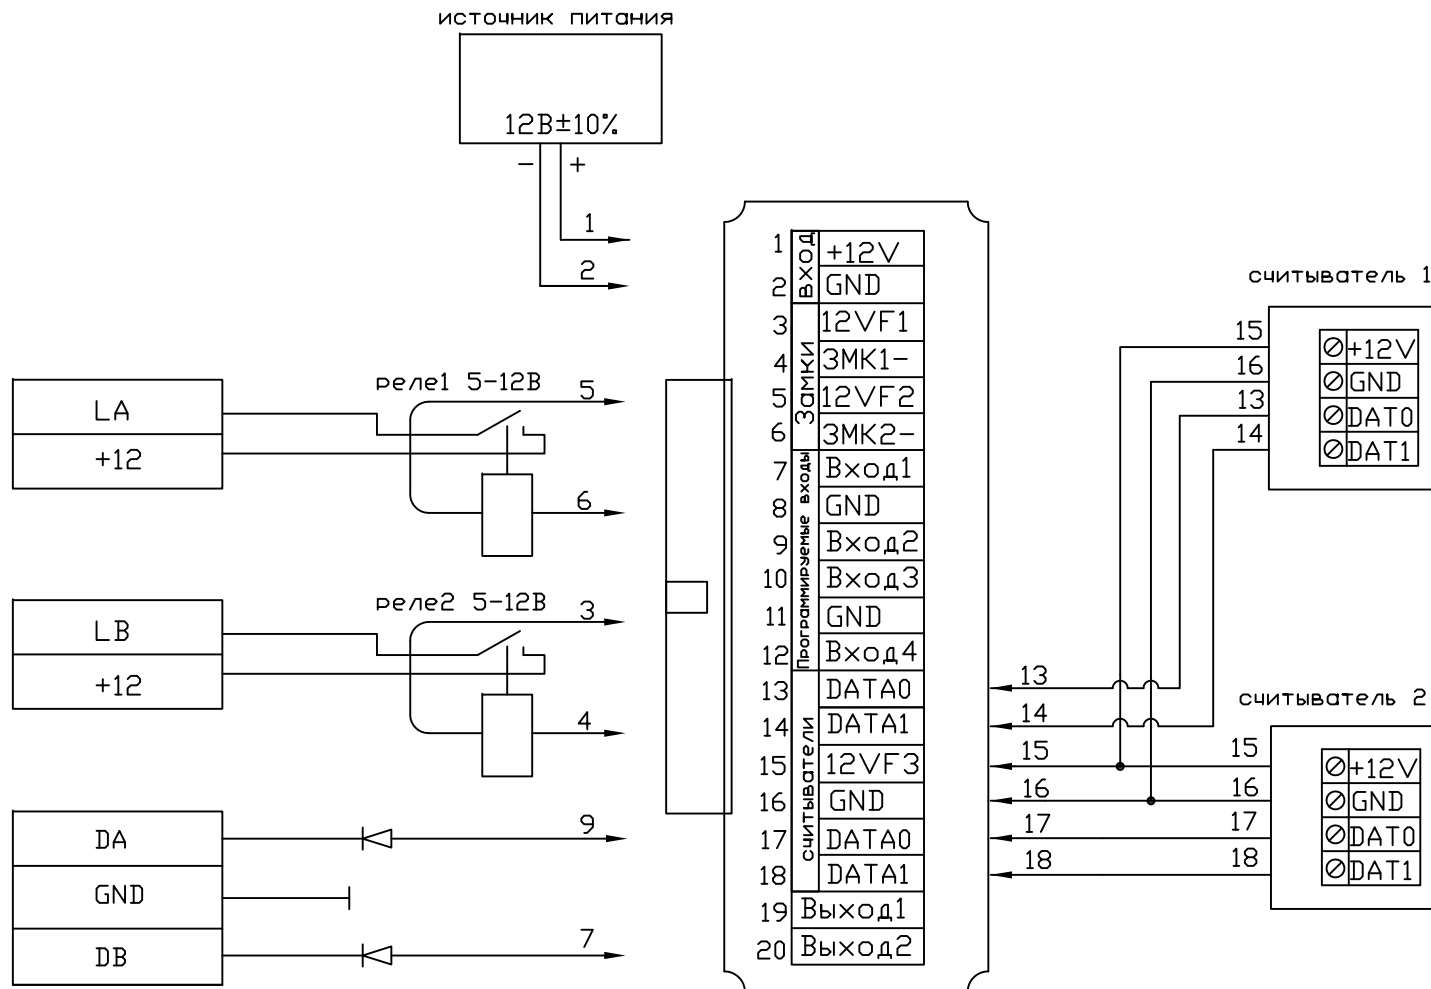 источник питания
12В±10%
- +
1
2
реле1 5-12В
5
LA
+12
6
реле2 5-12В
3
LB
+12
4
DA
9
GND
DB
7
вход
1 +12V
2 GND
Замки
3 12VF1
4 ЗМК1-
5 12VF2
6 ЗМК2-
Программируемые входы
7 Вход1
8 GND
9 Вход2
10 Вход3
11 GND
12 Вход4
считыватели
13 DATA0
14 DATA1
15 12VF3
16 GND
17 DATA0
18 DATA1
19 Выход1
20 Выход2
13
14
15
16
17
18
считыватель 1
15 +12V
16 GND
13 DAT0
14 DAT1
считыватель 2
15 +12V
16 GND
17 DAT0
18 DAT1